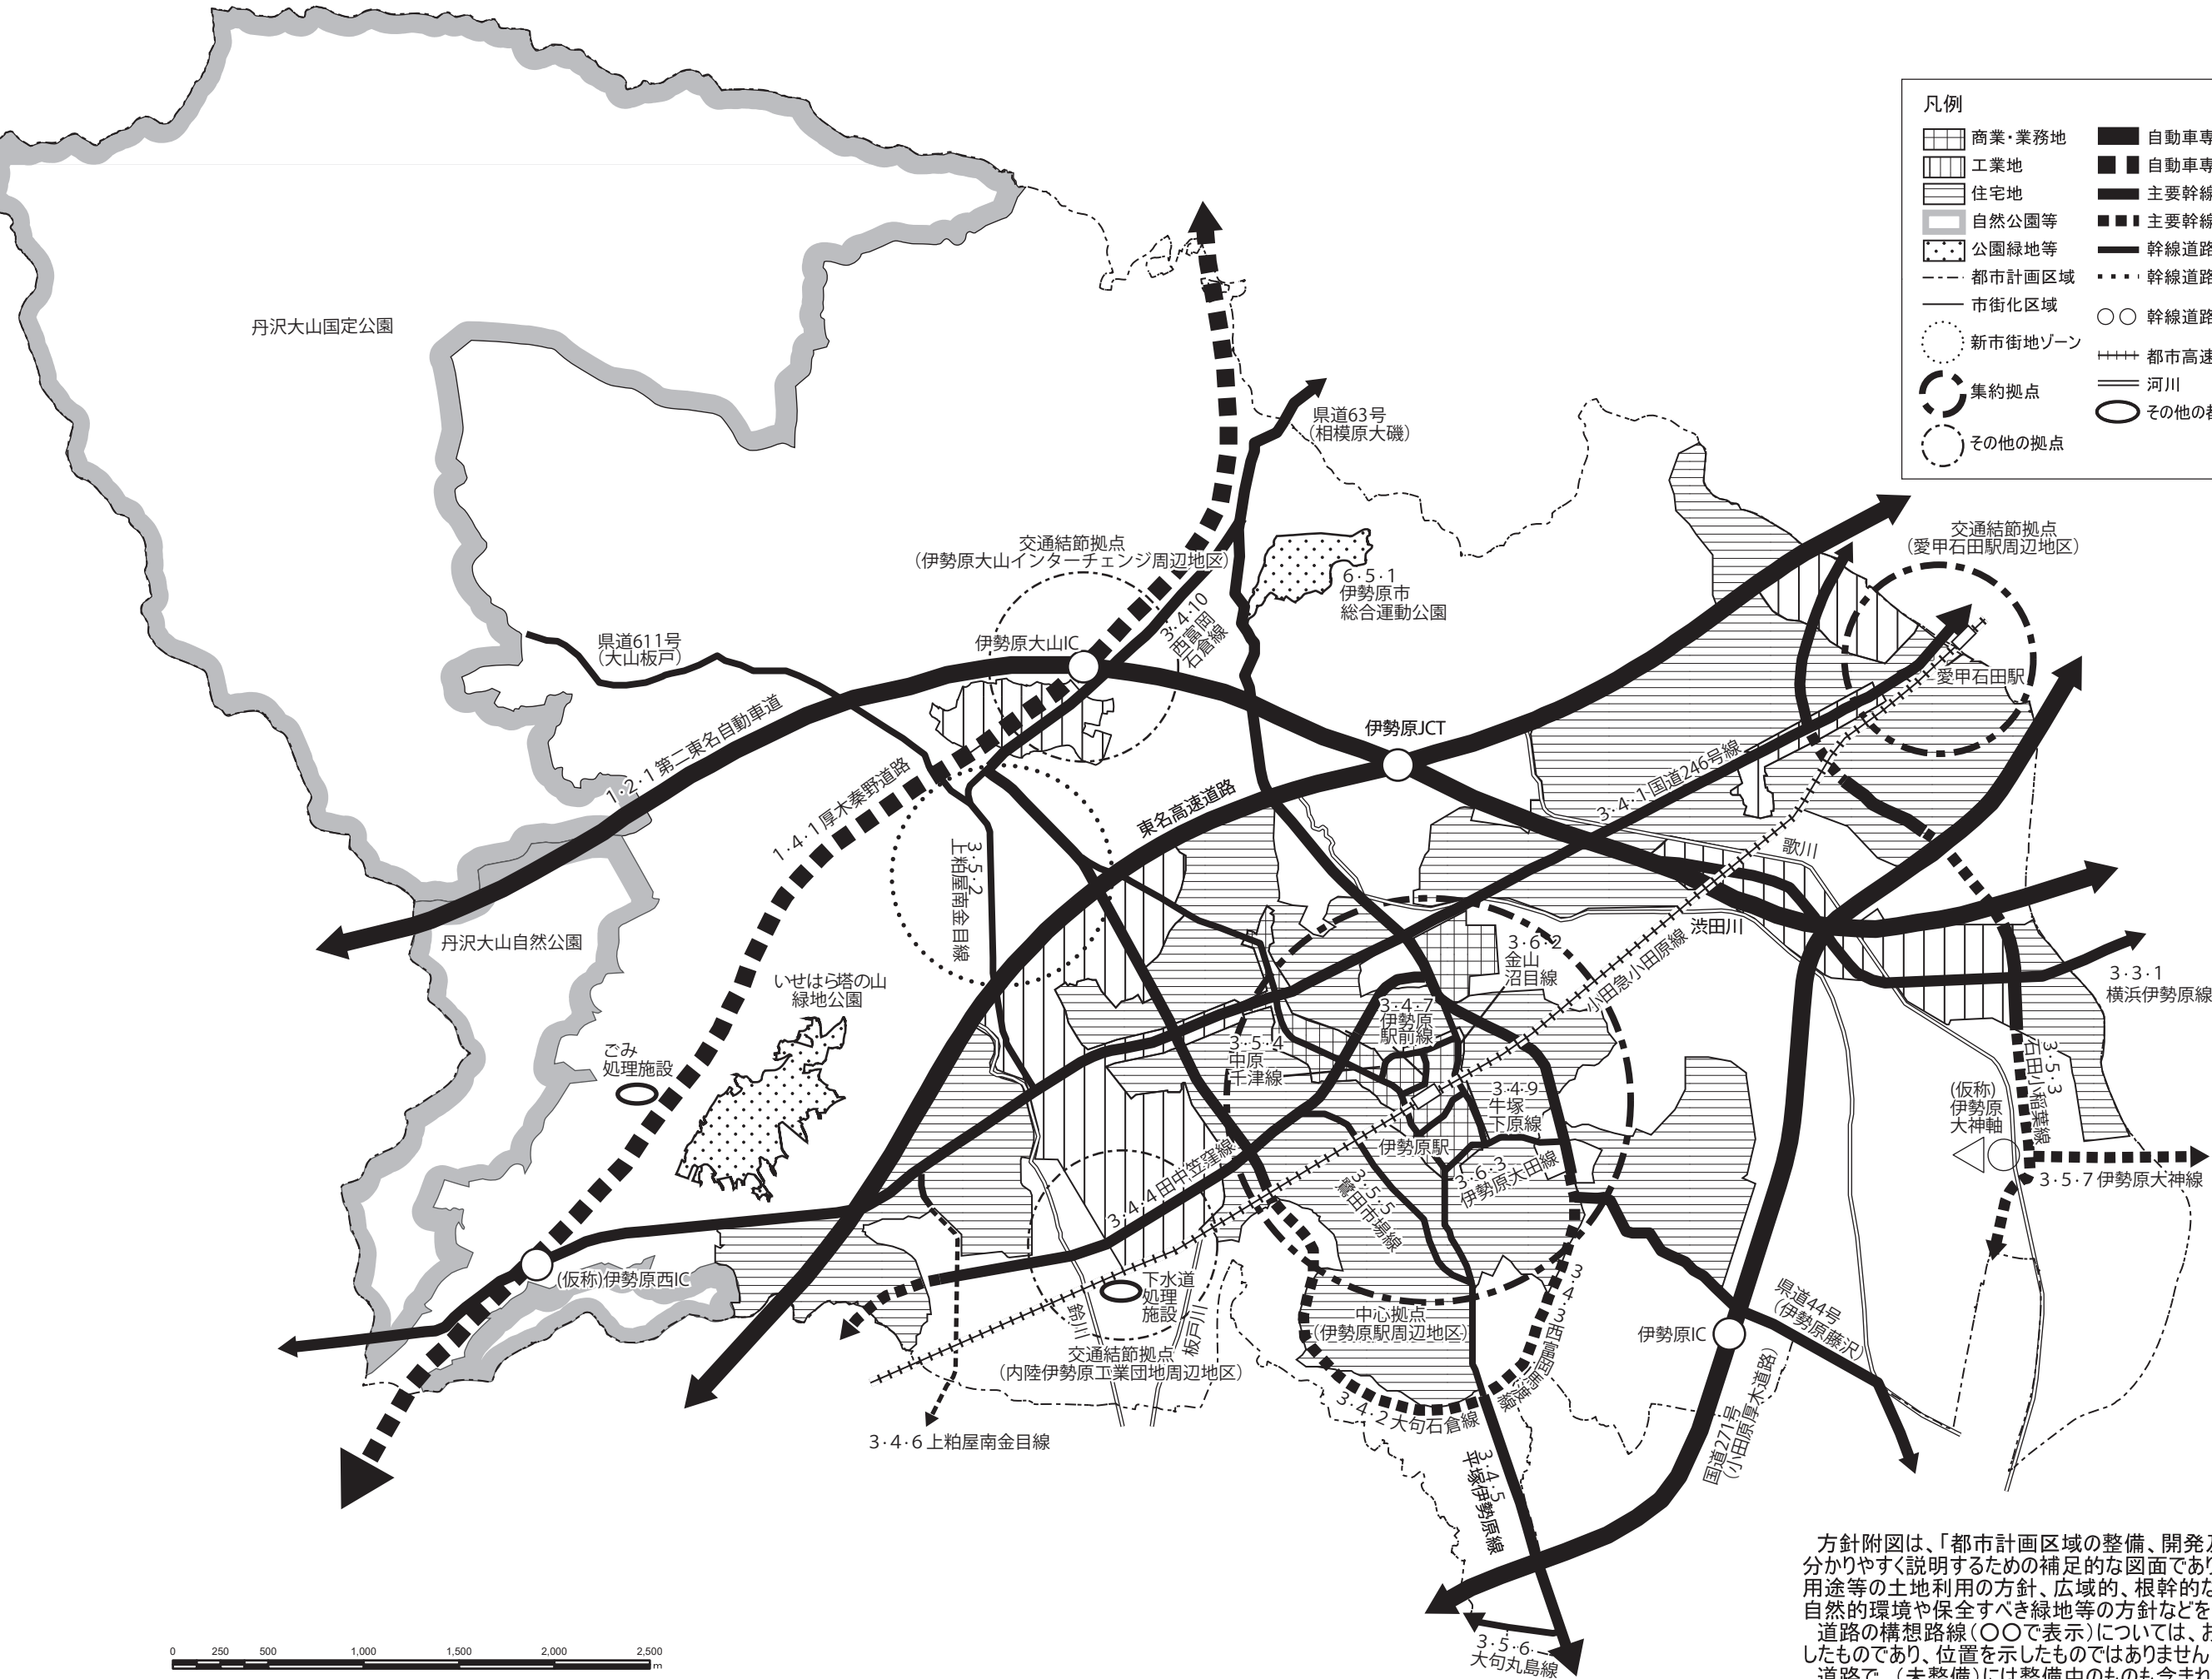 凡例
商業・業務地
工業地
住宅地
自然公園等
公園緑地等
都市計画区域
市街化区域
新市街地ゾーン
集約拠点
その他の拠点
自動車専
自動車専
主要幹線
主要幹線
幹線道路
幹線道路
幹線道路
都市高速
河川
その他の都
丹沢大山国定公園
県道63号
(相模原大磯)
交通結節拠点
(伊勢原大山インターチェンジ周辺地区)
6・5・1
伊勢原市
総合運動公園
3・4・10
西富岡
石倉線
交通結節拠点
(愛甲石田駅周辺地区)
愛甲石田駅
県道611号
(大山板戸)
伊勢原大山IC
伊勢原JCT
1・2・1 第二東名自動車道
1・4・1 厚木秦野道路
東名高速道路
3・4・1 国道246号線
歌川
3・5・2
上粕屋南金目線
丹沢大山自然公園
いせはら塔の山
緑地公園
ごみ
処理施設
渋田川
3・6・2
金山
沼目線
小田急小田原線
3・3・1
横浜伊勢原線
3・4・7
伊勢原
駅前線
3・5・4
中原
千津線
3・4・9
牛塚
下原線
伊勢原駅
3・6・3
伊勢原大田線
3・5・5
鷺田市場線
3・5・3
石田小稲葉線
(仮称)
伊勢原
大神軸
3・5・7 伊勢原大神線
3・4・4 田中笠窪線
(仮称)伊勢原西IC
下水道
処理
施設
鈴川
板戸川
交通結節拠点
(内陸伊勢原工業団地周辺地区)
中心拠点
(伊勢原駅周辺地区)
伊勢原IC
県道44号
(伊勢原藤沢)
国道271号
(小田原厚木道路)
3・4・2 大句石倉線
3・4・6 上粕屋南金目線
3・4・5
平塚伊勢原線
3・5・6
大句丸島線
0 250 500 1,000 1,500 2,000 2,500
m
方針附図は、「都市計画区域の整備、開発及
分かりやすく説明するための補足的な図面であり
用途等の土地利用の方針、広域的、根幹的な
自然的環境や保全すべき緑地等の方針などを
道路の構想路線(〇〇で表示)については、お
したものであり、位置を示したものではありません
道路で、(未整備)には整備中のものも含まれ